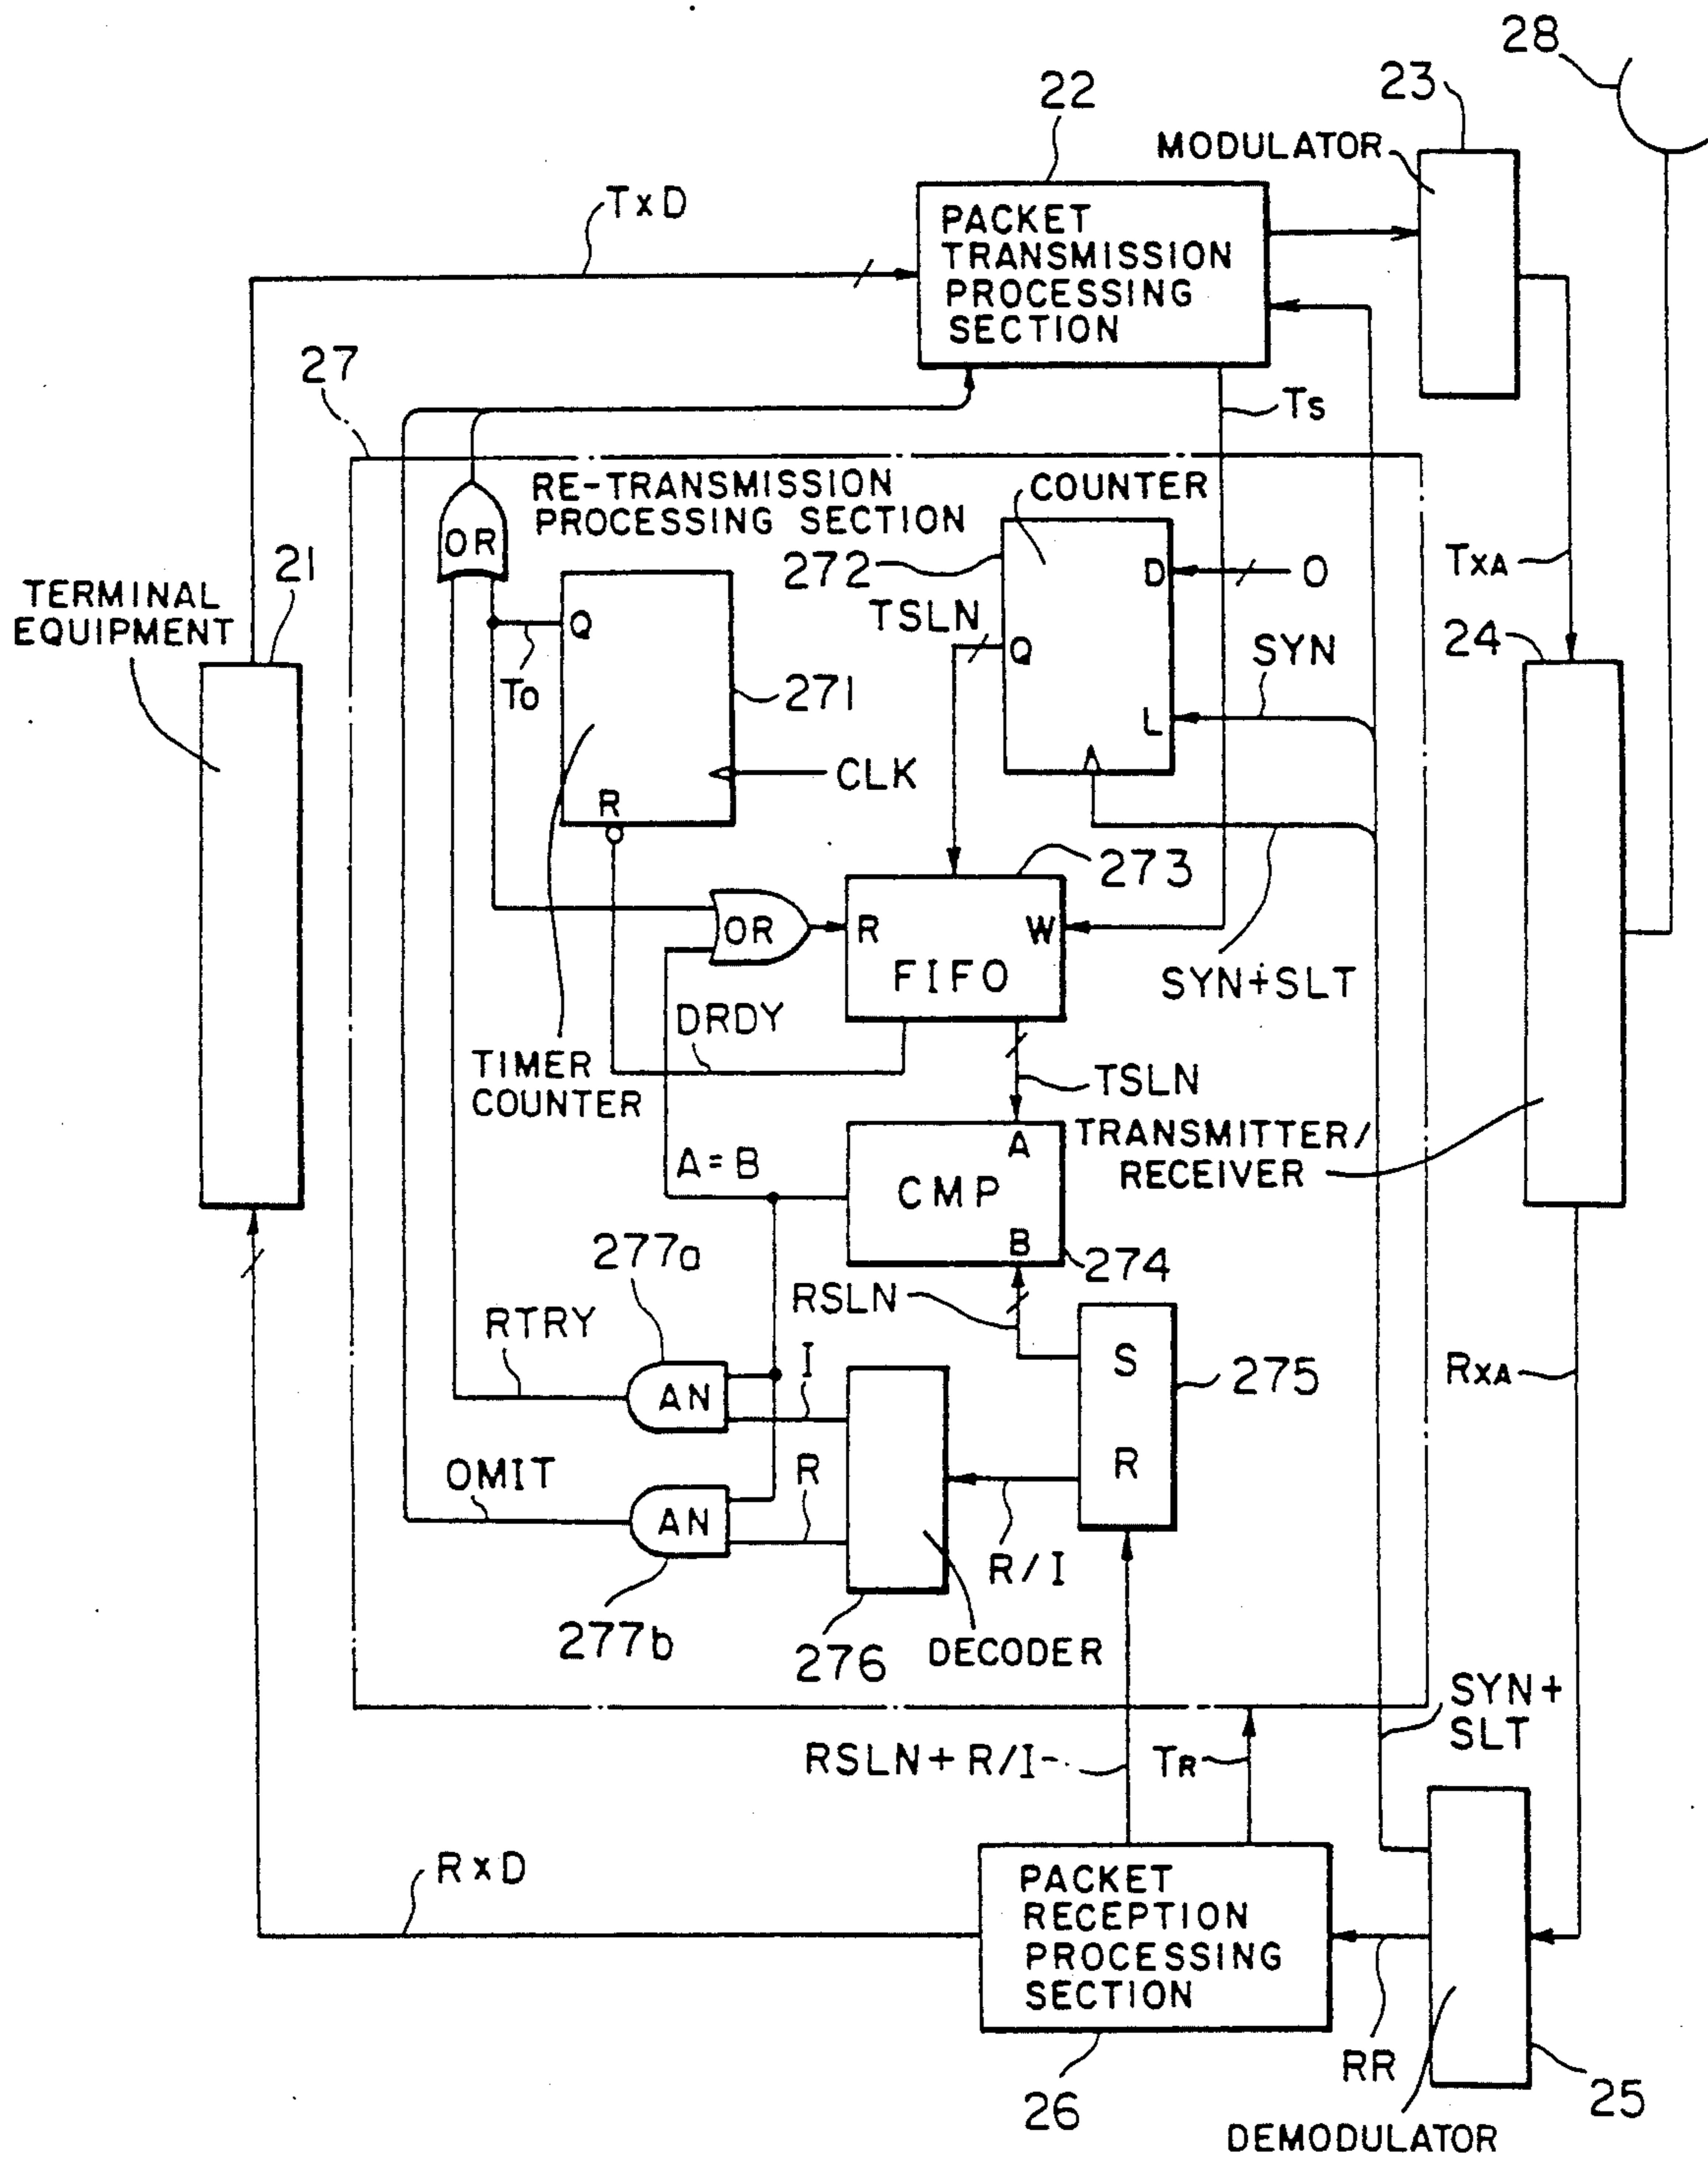 28
23
22
MODULATOR
TxD
PACKET
TRANSMISSION
PROCESSING
SECTION
27
Ts
RE-TRANSMISSION
PROCESSING SECTION
COUNTER
OR
21
272
D
O
TxA
TERMINAL
EQUIPMENT
TSLN
Q
Q
SYN
24
To
271
L
CLK
R
273
OR
R
W
FIFO
SYN+SLT
DRDY
TIMER
COUNTER
TSLN
A
TRANSMITTER/
RECEIVER
A=B
CMP
B
277a
274
RSLN
RTRY
I
S
275
RxA
AN
OMIT
R
R
AN
R/I
277b
276
DECODER
SYN+
SLT
RSLN+R/I
TR
RxD
PACKET
RECEPTION
PROCESSING
SECTION
RR
26
25
DEMODULATOR